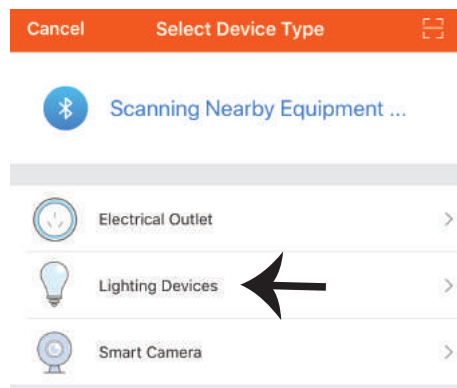 Cancel Select Device Type
Scanning Nearby Equipment ...
Electrical Outlet
Lighting Devices
Smart Camera